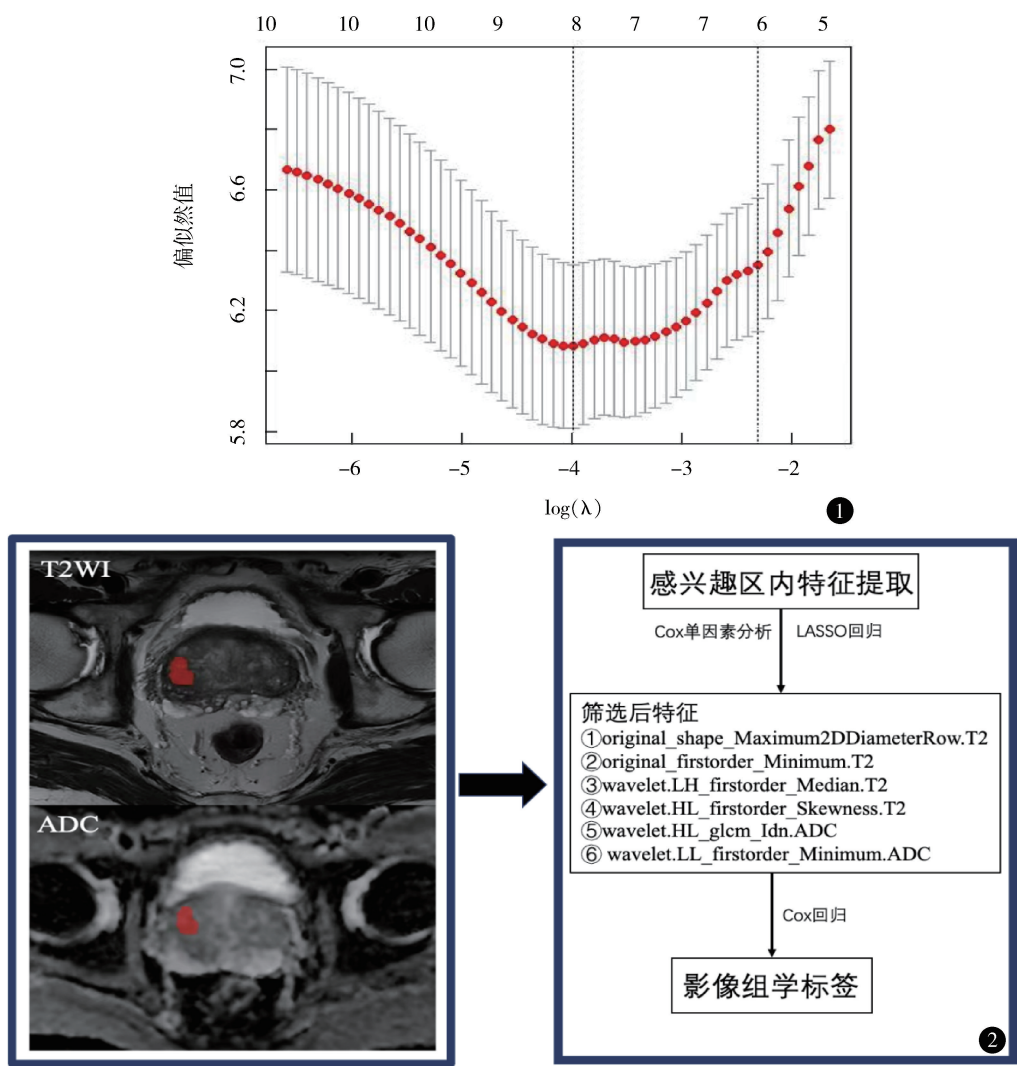 10 10 10 9 8 7 7 6 5
7.0
6.6
6.2
5.8
偏似然值
-6 -5 -4 -3 -2
log(λ)
❶
T2WI
ADC
感兴趣区内特征提取
Cox单因素分析 LASSO回归
筛选后特征
①original_shape_Maximum2DDiameterRow.T2
②original_firstorder_Minimum.T2
③wavelet.LH_firstorder_Median.T2
④wavelet.HL_firstorder_Skewness.T2
⑤wavelet.HL_glcm_Idn.ADC
⑥ wavelet.LL_firstorder_Minimum.ADC
Cox回归
影像组学标签
❷